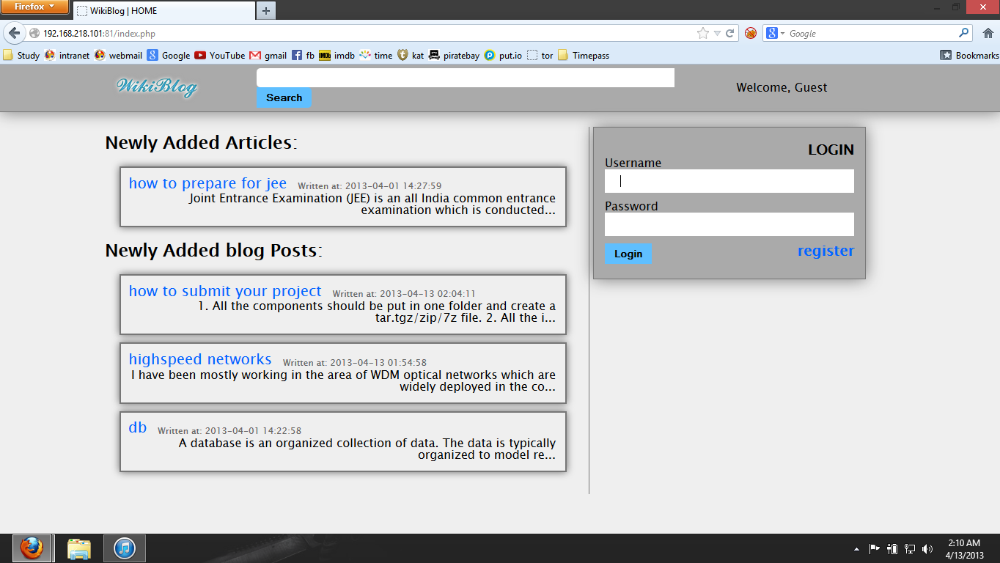 Firefox
WikiBlog | HOME
192.168.218.101:81/index.php
Google
Study intranet webmail Google YouTube gmail fb imdb time kat piratebay put.io tor Timepass Bookmarks
WikiBlog
Search
Welcome, Guest
Newly Added Articles:
how to prepare for jee Written at: 2013-04-01 14:27:59
Joint Entrance Examination (JEE) is an all India common entrance
examination which is conducted...
Newly Added blog Posts:
how to submit your project Written at: 2013-04-13 02:04:11
1. All the components should be put in one folder and create a
tar.tgz/zip/7z file. 2. All the i...
highspeed networks Written at: 2013-04-13 01:54:58
I have been mostly working in the area of WDM optical networks which are
widely deployed in the co...
db Written at: 2013-04-01 14:22:58
A database is an organized collection of data. The data is typically
organized to model re...
LOGIN
Username
Password
Login
register
2:10 AM
4/13/2013